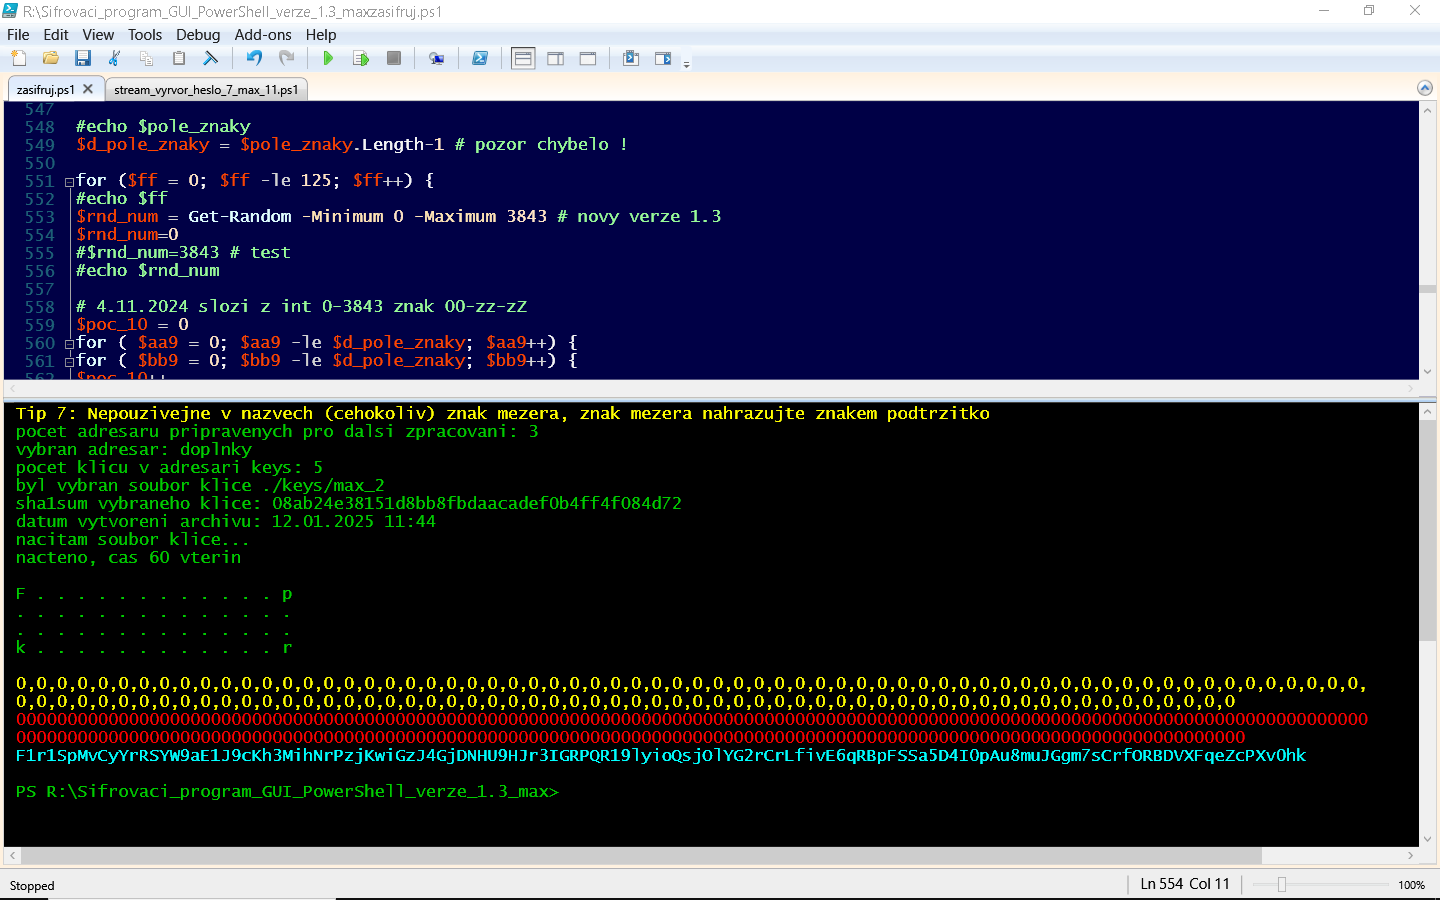 R:\Sifrovaci_program_GUI_PowerShell_verze_1.3_maxzasifruj.ps1
File Edit View Tools Debug Add-ons Help
zasifruj.ps1 stream_vyrvor_heslo_7_max_11.ps1
547
548 #echo $pole_znaky
549 $d_pole_znaky = $pole_znaky.Length-1 # pozor chybelo !
550
551 for ($ff = 0; $ff -le 125; $ff++) {
552 #echo $ff
553 $rnd_num = Get-Random -Minimum 0 -Maximum 3843 # novy verze 1.3
554 $rnd_num=0
555 #$rnd_num=3843 # test
556 #echo $rnd_num
557
558 # 4.11.2024 slozi z int 0-3843 znak 00-zz-zZ
559 $poc_10 = 0
560 for ( $aa9 = 0; $aa9 -le $d_pole_znaky; $aa9++) {
561 for ( $bb9 = 0; $bb9 -le $d_pole_znaky; $bb9++) {
562 $poc_10++
Tip 7: Nepouzivejne v nazvech (cehokoliv) znak mezera, znak mezera nahrazujte znakem podtrzitko
pocet adresaru pripravenych pro dalsi zpracovani: 3
vybran adresar: doplnky
pocet klicu v adresari keys: 5
byl vybran soubor klice ./keys/max_2
sha1sum vybraneho klice: 08ab24e38151d8bb8fbdaacadef0b4ff4f084d72
datum vytvoreni archivu: 12.01.2025 11:44
nacitam soubor klice...
nacteno, cas 60 vterin
F . . . . . . . . . . . . p
. . . . . . . . . . . . . .
. . . . . . . . . . . . . .
k . . . . . . . . . . . . r
0,0,0,0,0,0,0,0,0,0,0,0,0,0,0,0,0,0,0,0,0,0,0,0,0,0,0,0,0,0,0,0,0,0,0,0,0,0,0,0,0,0,0,0,0,0,0,0,0,0,0,0,0,0,0,0,0,0,0,0,0,0,0,0,0,0,
0,0,0,0,0,0,0,0,0,0,0,0,0,0,0,0,0,0,0,0,0,0,0,0,0,0,0,0,0,0,0,0,0,0,0,0,0,0,0,0,0,0,0,0,0,0,0,0,0,0,0,0,0,0,0,0,0,0,0,0
000000000000000000000000000000000000000000000000000000000000000000000000000000000000000000000000000000000000000000000000000000000000
000000000000000000000000000000000000000000000000000000000000000000000000000000000000000000000000000000000000000000000000
F1r1SpMvCyYrRSYW9aE1J9cKh3MihNrPzjKwiGzJ4GjDNHU9HJr3IGRPQR19lyioQsjOlYG2rCrLfivE6qRBpFSSa5D4I0pAu8muJGgm7sCrfORBDVXFqeZcPXv0hk
PS R:\Sifrovaci_program_GUI_PowerShell_verze_1.3_max>
Stopped Ln 554 Col 11 100%